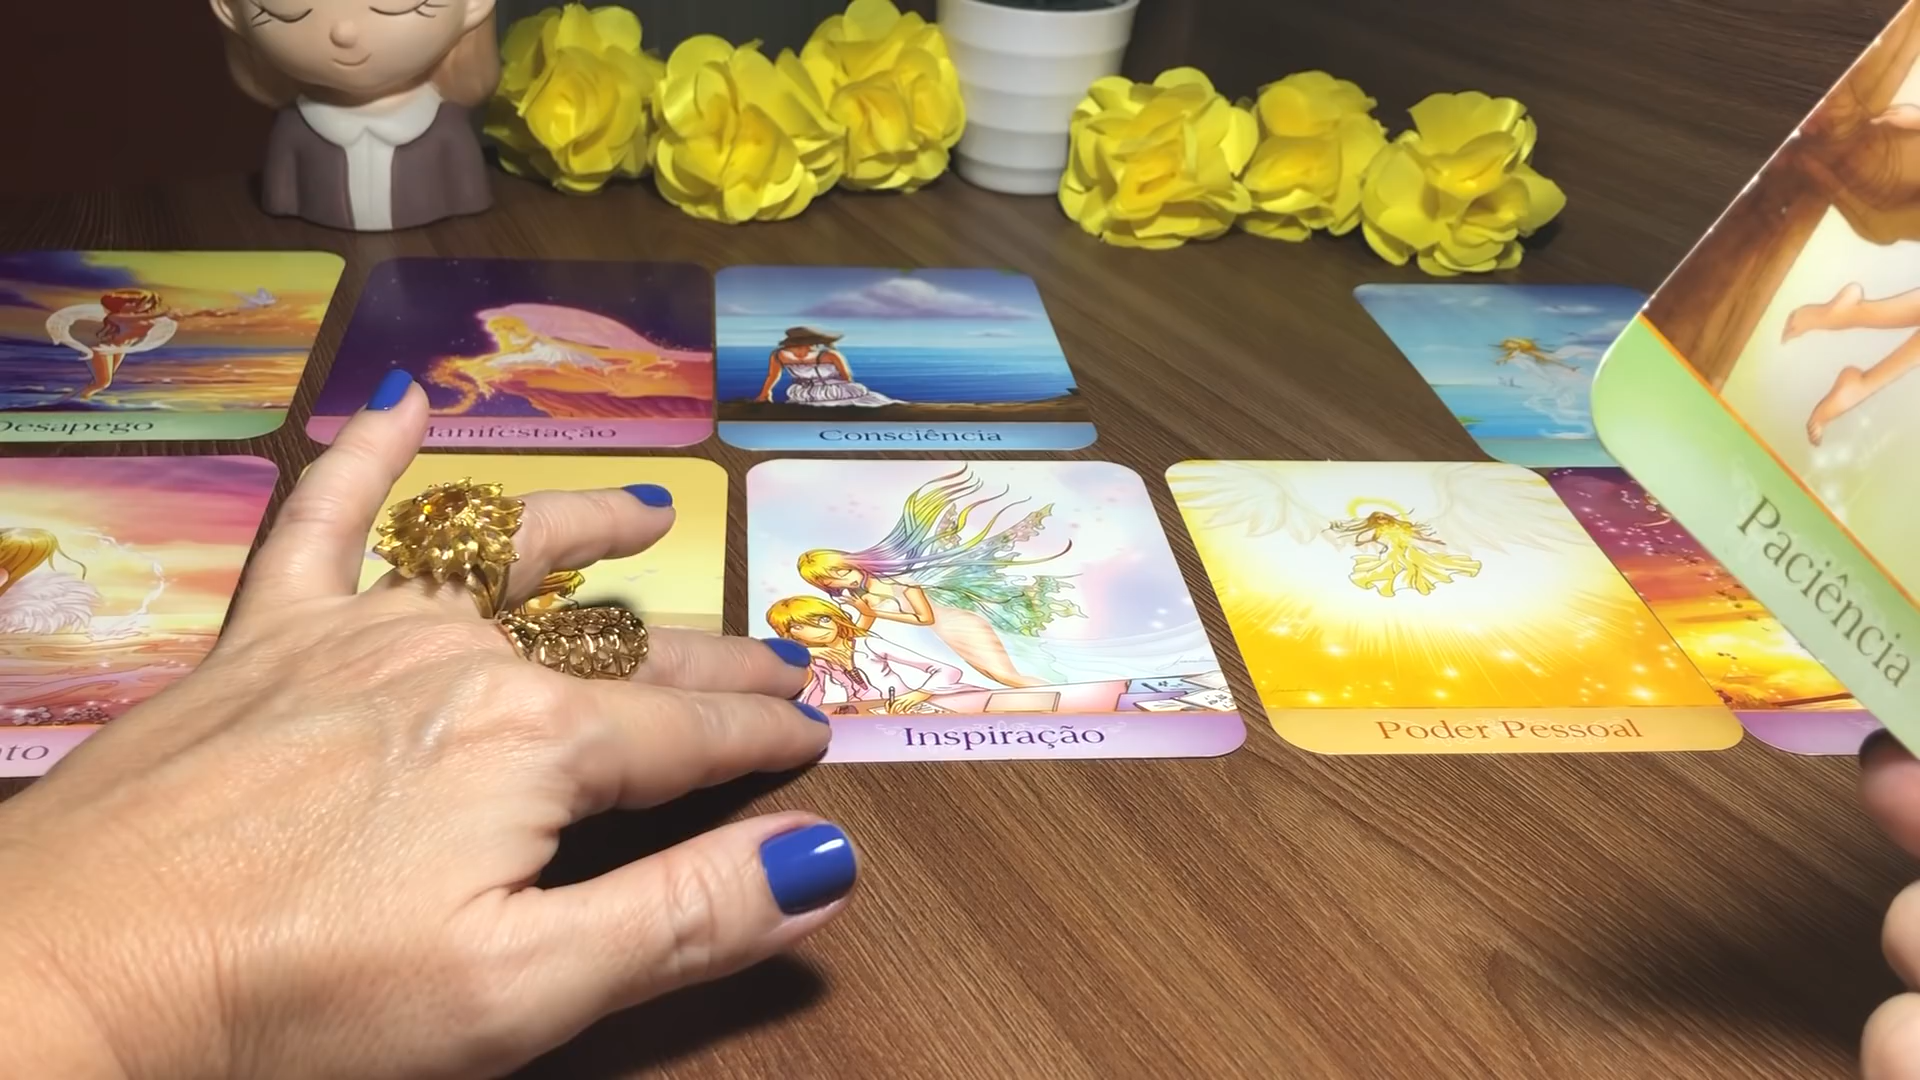 Desapego
Manifestação
Consciência
Inspiração
Poder Pessoal
Paciência